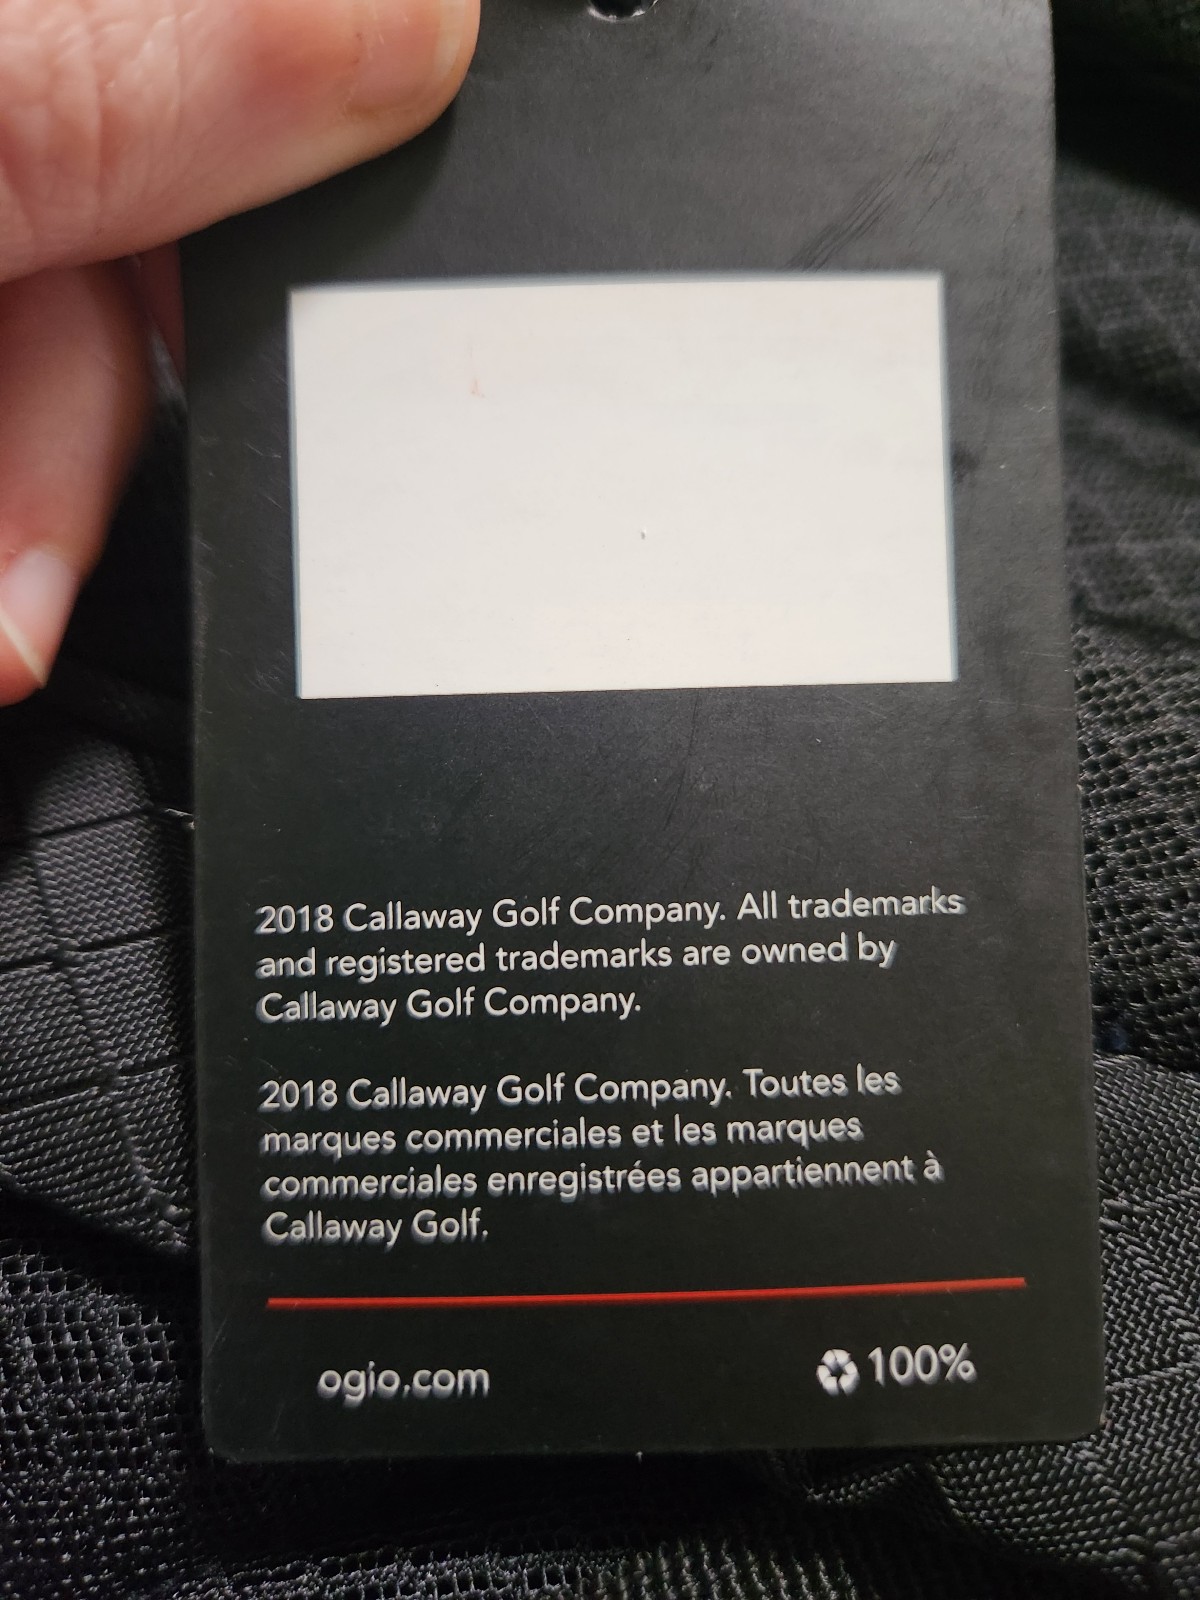 2018 Callaway Golf Company. All trademarks
and registered trademarks are owned by
Callaway Golf Company.
2018 Callaway Golf Company. Toutes les
marques commerciales et les marques
commerciales enregistrées appartiennent à
Callaway Golf.
ogio.com
100%